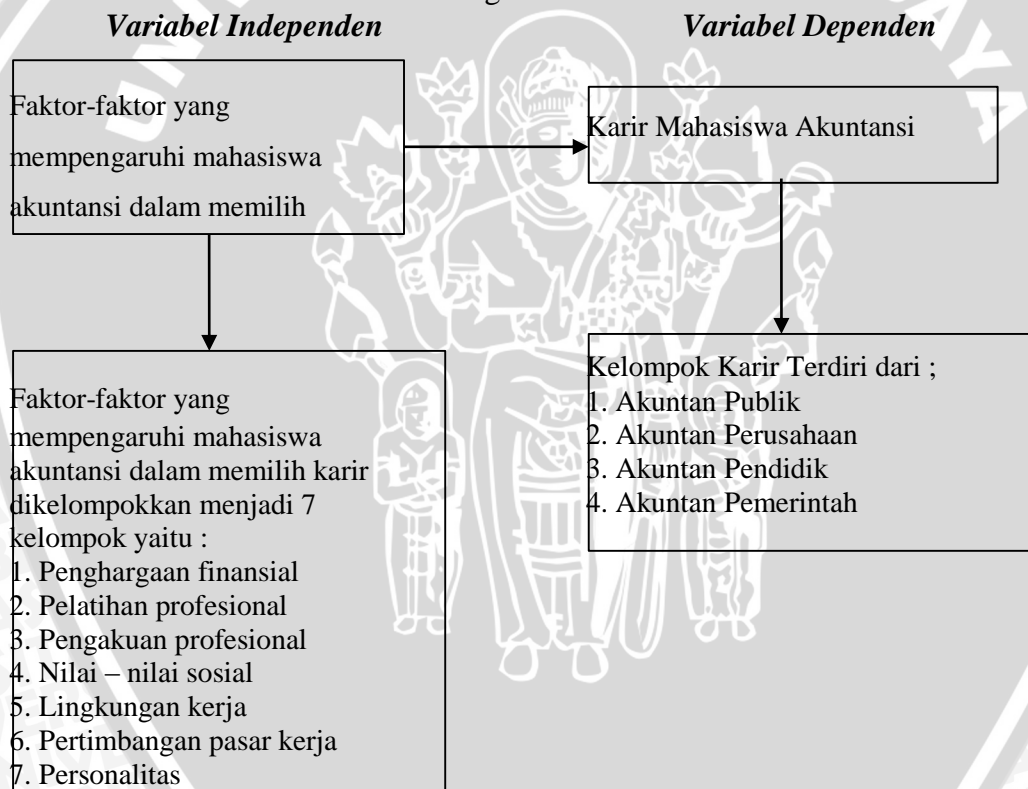 Variabel Independen
Variabel Dependen
Faktor-faktor yang
mempengaruhi mahasiswa
akuntansi dalam memilih
Karir Mahasiswa Akuntansi
Faktor-faktor yang
mempengaruhi mahasiswa
akuntansi dalam memilih karir
dikelompokkan menjadi 7
kelompok yaitu :
1. Penghargaan finansial
2. Pelatihan profesional
3. Pengakuan profesional
4. Nilai – nilai sosial
5. Lingkungan kerja
6. Pertimbangan pasar kerja
7. Personalitas
Kelompok Karir Terdiri dari ;
1. Akuntan Publik
2. Akuntan Perusahaan
3. Akuntan Pendidik
4. Akuntan Pemerintah